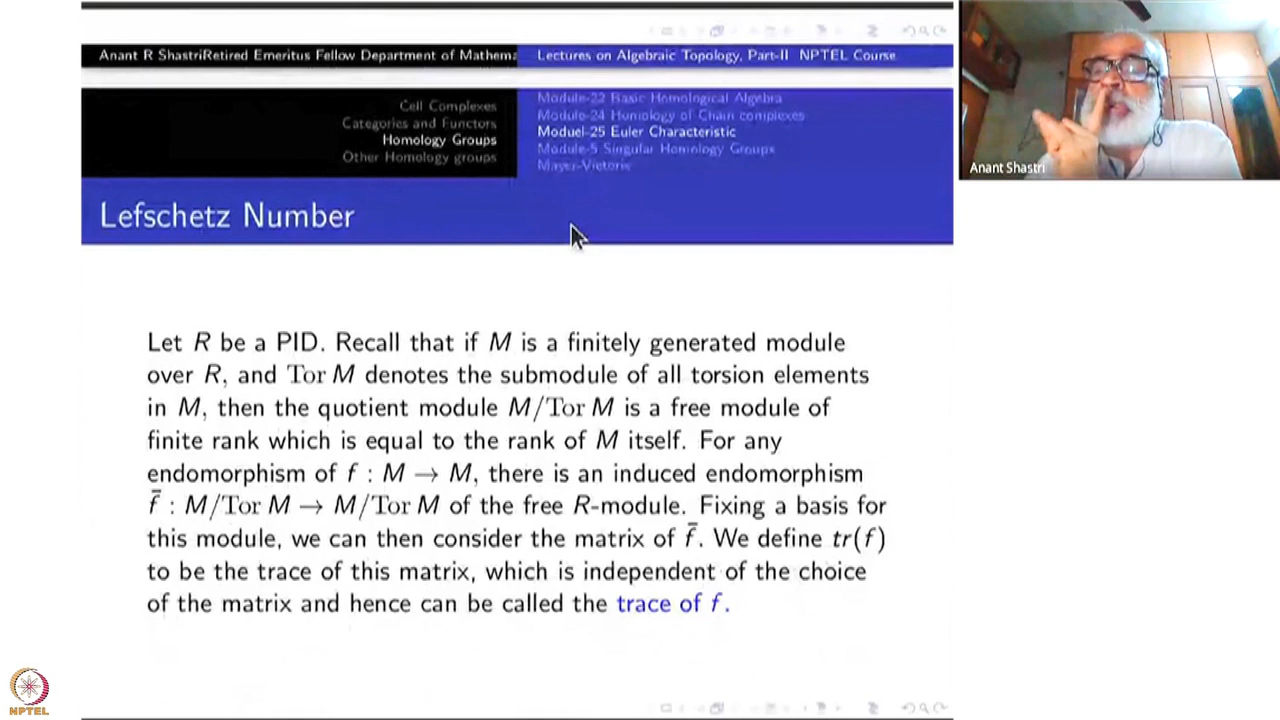 Anant R ShastriRetired Emeritus Fellow Department of Mathema
Lectures on Algebraic Topology, Part-II NPTEL Course
Cell Complexes
Categories and Functors
Homology Groups
Other Homology groups
Module-22 Basic Homological Algebra
Module-24 Homology of Chain complexes
Moduel-25 Euler Characteristic
Module-5 Singular Homology Groups
Mayer-Vietoris
Lefschetz Number
Let R be a PID. Recall that if M is a finitely generated module
over R, and Tor M denotes the submodule of all torsion elements
in M, then the quotient module M/Tor M is a free module of
finite rank which is equal to the rank of M itself. For any
endomorphism of f : M → M, there is an induced endomorphism
f̄ : M/Tor M → M/Tor M of the free R-module. Fixing a basis for
this module, we can then consider the matrix of f̄. We define tr(f)
to be the trace of this matrix, which is independent of the choice
of the matrix and hence can be called the trace of f.
Anant Shastri
NPTEL